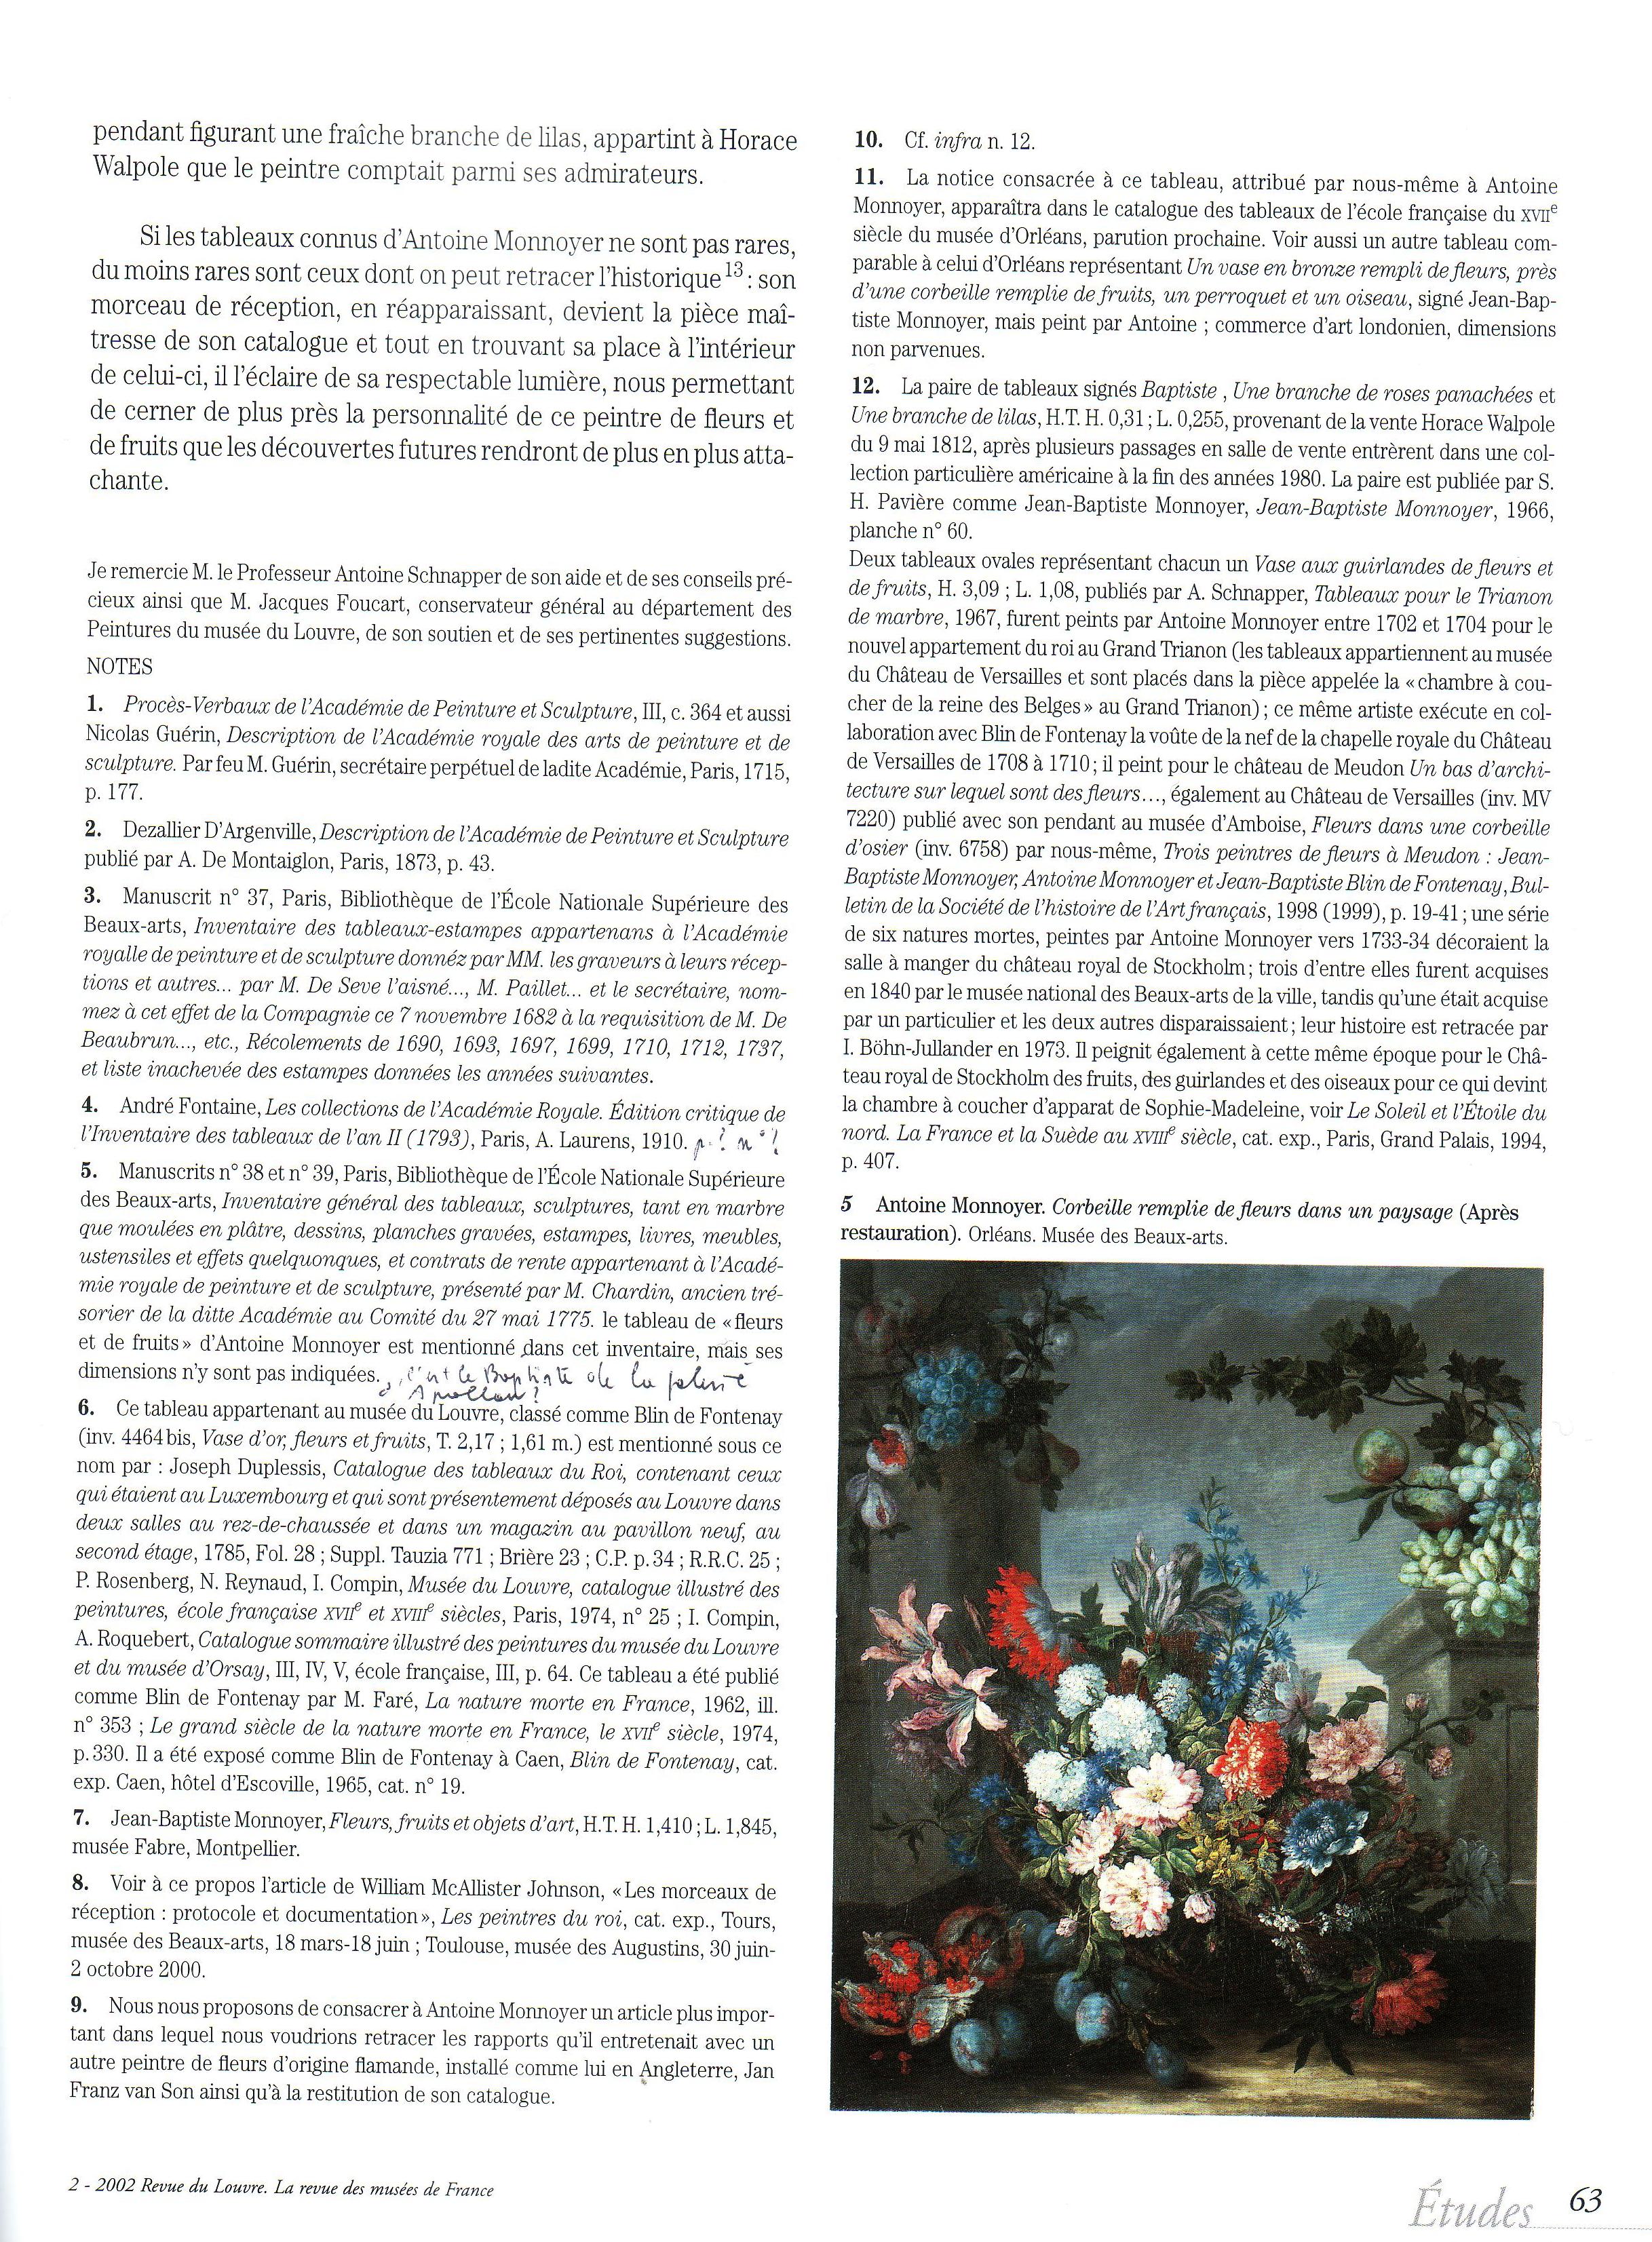 pendant figurant une fraîche branche de lilas, appartint à Horace
Walpole que le peintre comptait parmi ses admirateurs.
Si les tableaux connus d'Antoine Monnoyer ne sont pas rares,
du moins rares sont ceux dont on peut retracer l'historique 13 : son
morceau de réception, en réapparaissant, devient la pièce maî-
tresse de son catalogue et tout en trouvant sa place à l'intérieur
de celui-ci, il l'éclaire de sa respectable lumière, nous permettant
de cerner de plus près la personnalité de ce peintre de fleurs et
de fruits que les découvertes futures rendront de plus en plus atta-
chante.
Je remercie M. le Professeur Antoine Schnapper de son aide et de ses conseils pré-
cieux ainsi que M. Jacques Foucart, conservateur général au département des
Peintures du musée du Louvre, de son soutien et de ses pertinentes suggestions.
NOTES
1. Procès-Verbaux de l'Académie de Peinture et Sculpture, III, c. 364 et aussi
Nicolas Guérin, Description de l'Académie royale des arts de peinture et de
sculpture. Par feu M. Guérin, secrétaire perpétuel de ladite Académie, Paris, 1715,
p. 177.
2. Dezallier D'Argenville, Description de l'Académie de Peinture et Sculpture
publié par A. De Montaiglon, Paris, 1873, p. 43.
3. Manuscrit n° 37, Paris, Bibliothèque de l'École Nationale Supérieure des
Beaux-arts, Inventaire des tableaux-estampes appartenans à l'Académie
royalle de peinture et de sculpture donnéz par MM. les graveurs à leurs récep-
tions et autres... par M. De Seve l'aisné..., M. Paillet... et le secrétaire, nom-
mez à cet effet de la Compagnie ce 7 novembre 1682 à la requisition de M. De
Beaubrun..., etc., Récolements de 1690, 1693, 1697, 1699, 1710, 1712, 1737,
et liste inachevée des estampes données les années suivantes.
4. André Fontaine, Les collections de l'Académie Royale. Édition critique de
l'Inventaire des tableaux de l'an II (1793), Paris, A. Laurens, 1910. p. ? n° ?
5. Manuscrits n° 38 et n° 39, Paris, Bibliothèque de l'École Nationale Supérieure
des Beaux-arts, Inventaire général des tableaux, sculptures, tant en marbre
que moulées en plâtre, dessins, planches gravées, estampes, livres, meubles,
ustensiles et effets quelquonques, et contrats de rente appartenant à l'Acadé-
mie royale de peinture et de sculpture, présenté par M. Chardin, ancien tré-
sorier de la ditte Académie au Comité du 27 mai 1775. le tableau de « fleurs
et de fruits » d'Antoine Monnoyer est mentionné dans cet inventaire, mais ses
dimensions n'y sont pas indiquées. c'est le Baptiste de la
d'Apollon ?
6. Ce tableau appartenant au musée du Louvre, classé comme Blin de Fontenay
(inv. 4464bis, Vase d'or, fleurs et fruits, T. 2,17 ; 1,61 m.) est mentionné sous ce
nom par : Joseph Duplessis, Catalogue des tableaux du Roi, contenant ceux
qui étaient au Luxembourg et qui sont présentement déposés au Louvre dans
deux salles au rez-de-chaussée et dans un magazin au pavillon neuf, au
second étage, 1785, Fol. 28 ; Suppl. Tauzia 771 ; Brière 23 ; C.P. p. 34 ; R.R.C. 25 ;
P. Rosenberg, N. Reynaud, I. Compin, Musée du Louvre, catalogue illustré des
peintures, école française XVIIe et XVIIIe siècles, Paris, 1974, n° 25 ; I. Compin,
A. Roquebert, Catalogue sommaire illustré des peintures du musée du Louvre
et du musée d'Orsay, III, IV, V, école française, III, p. 64. Ce tableau a été publié
comme Blin de Fontenay par M. Faré, La nature morte en France, 1962, ill.
n° 353 ; Le grand siècle de la nature morte en France, le XVIIe siècle, 1974,
p. 330. Il a été exposé comme Blin de Fontenay à Caen, Blin de Fontenay, cat.
exp. Caen, hôtel d'Escoville, 1965, cat. n° 19.
7. Jean-Baptiste Monnoyer, Fleurs, fruits et objets d'art, H.T. H. 1,410 ; L. 1,845,
musée Fabre, Montpellier.
8. Voir à ce propos l'article de William McAllister Johnson, « Les morceaux de
réception : protocole et documentation », Les peintres du roi, cat. exp., Tours,
musée des Beaux-arts, 18 mars-18 juin ; Toulouse, musée des Augustins, 30 juin-
2 octobre 2000.
9. Nous nous proposons de consacrer à Antoine Monnoyer un article plus impor-
tant dans lequel nous voudrions retracer les rapports qu'il entretenait avec un
autre peintre de fleurs d'origine flamande, installé comme lui en Angleterre, Jan
Franz van Son ainsi qu'à la restitution de son catalogue.
10. Cf. infra n. 12.
11. La notice consacrée à ce tableau, attribué par nous-même à Antoine
Monnoyer, apparaîtra dans le catalogue des tableaux de l'école française du XVIIe
siècle du musée d'Orléans, parution prochaine. Voir aussi un autre tableau com-
parable à celui d'Orléans représentant Un vase en bronze rempli de fleurs, près
d'une corbeille remplie de fruits, un perroquet et un oiseau, signé Jean-Bap-
tiste Monnoyer, mais peint par Antoine ; commerce d'art londonien, dimensions
non parvenues.
12. La paire de tableaux signés Baptiste , Une branche de roses panachées et
Une branche de lilas, H.T. H. 0,31 ; L. 0,255, provenant de la vente Horace Walpole
du 9 mai 1812, après plusieurs passages en salle de vente entrèrent dans une col-
lection particulière américaine à la fin des années 1980. La paire est publiée par S.
H. Pavière comme Jean-Baptiste Monnoyer, Jean-Baptiste Monnoyer, 1966,
planche n° 60.
Deux tableaux ovales représentant chacun un Vase aux guirlandes de fleurs et
de fruits, H. 3,09 ; L. 1,08, publiés par A. Schnapper, Tableaux pour le Trianon
de marbre, 1967, furent peints par Antoine Monnoyer entre 1702 et 1704 pour le
nouvel appartement du roi au Grand Trianon (les tableaux appartiennent au musée
du Château de Versailles et sont placés dans la pièce appelée la « chambre à cou-
cher de la reine des Belges » au Grand Trianon) ; ce même artiste exécute en col-
laboration avec Blin de Fontenay la voûte de la nef de la chapelle royale du Château
de Versailles de 1708 à 1710 ; il peint pour le château de Meudon Un bas d'archi-
tecture sur lequel sont des fleurs..., également au Château de Versailles (inv. MV
7220) publié avec son pendant au musée d'Amboise, Fleurs dans une corbeille
d'osier (inv. 6758) par nous-même, Trois peintres de fleurs à Meudon : Jean-
Baptiste Monnoyer, Antoine Monnoyer et Jean-Baptiste Blin de Fontenay, Bul-
letin de la Société de l'histoire de l'Art français, 1998 (1999), p. 19-41 ; une série
de six natures mortes, peintes par Antoine Monnoyer vers 1733-34 décoraient la
salle à manger du château royal de Stockholm ; trois d'entre elles furent acquises
en 1840 par le musée national des Beaux-arts de la ville, tandis qu'une était acquise
par un particulier et les deux autres disparaissaient ; leur histoire est retracée par
I. Böhn-Jullander en 1973. Il peignit également à cette même époque pour le Châ-
teau royal de Stockholm des fruits, des guirlandes et des oiseaux pour ce qui devint
la chambre à coucher d'apparat de Sophie-Madeleine, voir Le Soleil et l'Étoile du
nord. La France et la Suède au XVIIIe siècle, cat. exp., Paris, Grand Palais, 1994,
p. 407.
5 Antoine Monnoyer. Corbeille remplie de fleurs dans un paysage (Après
restauration). Orléans. Musée des Beaux-arts.
2 - 2002 Revue du Louvre. La revue des musées de France
Études 63